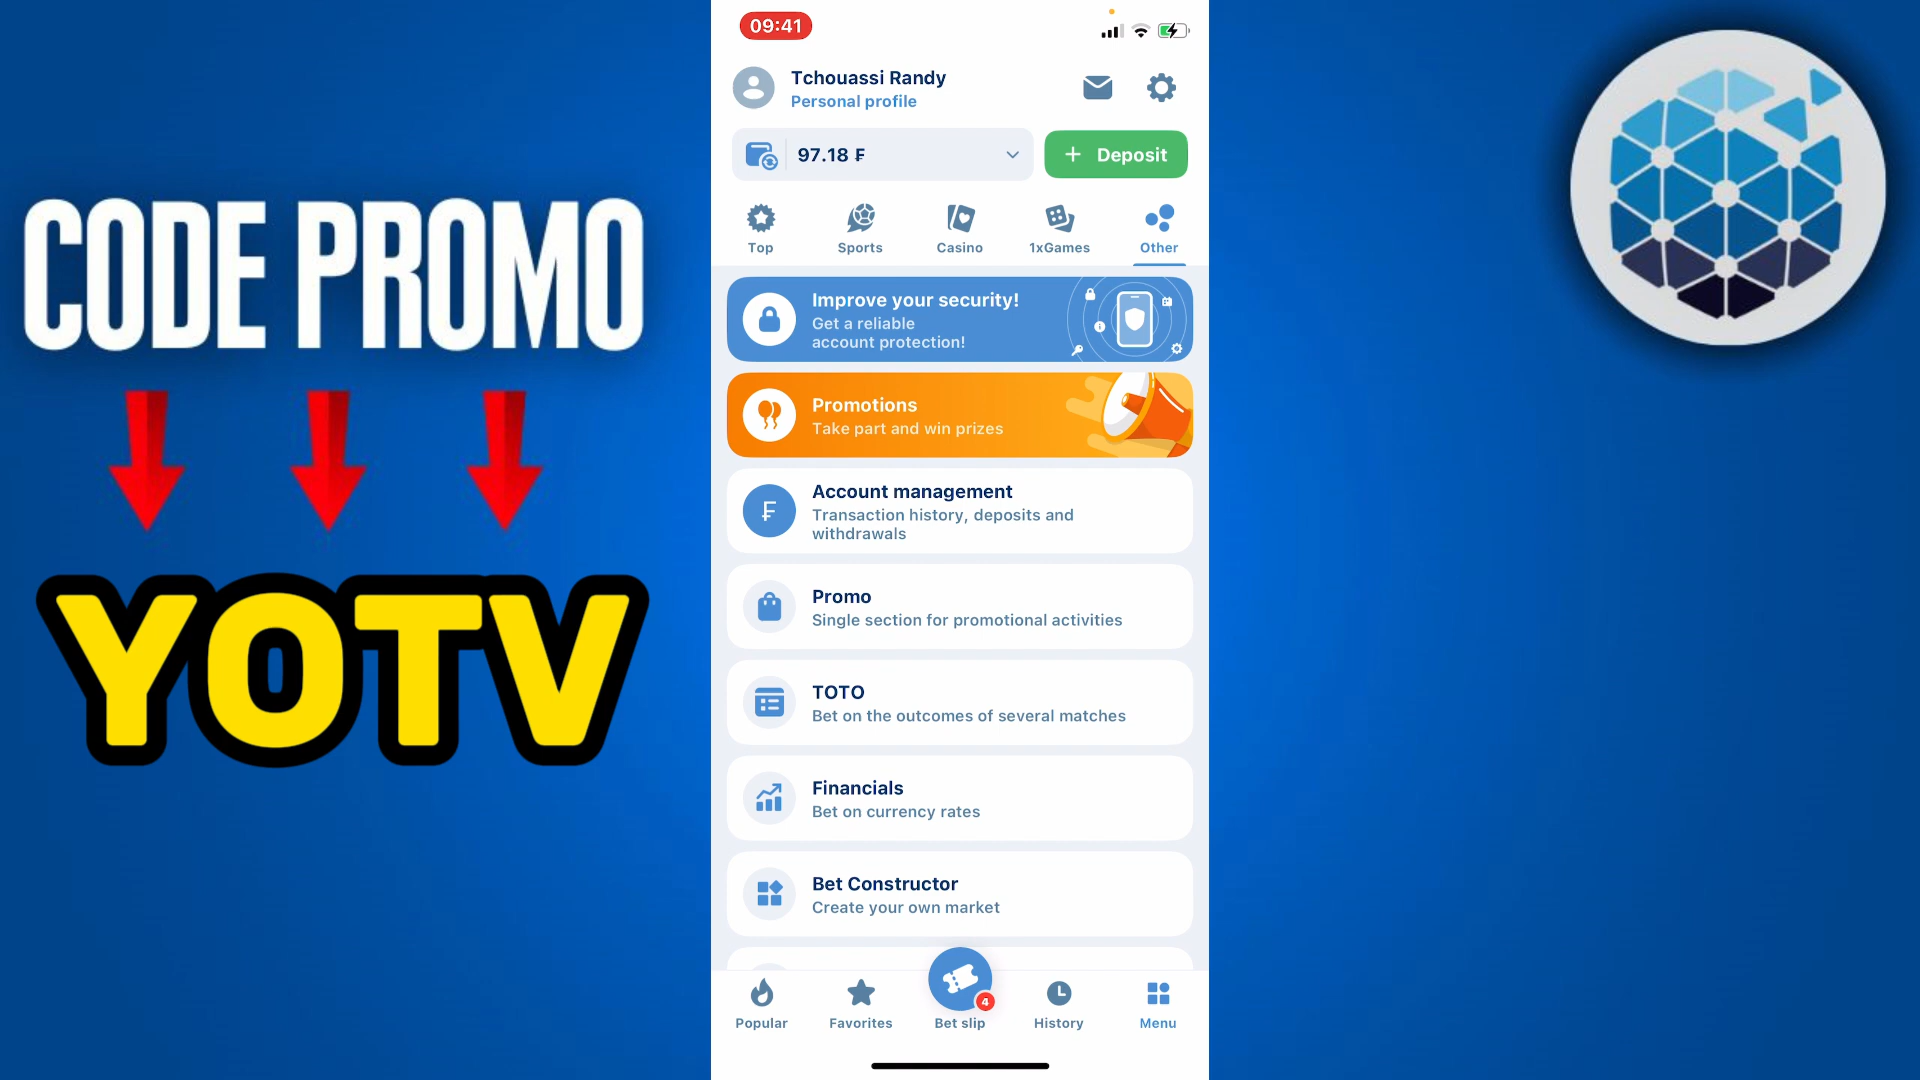 CODE PROMO
YOTV
09:41
Tchouassi Randy
Personal profile
97.18 ₣
+ Deposit
Top
Sports
Casino
1xGames
Other
Improve your security!
Get a reliable
account protection!
Promotions
Take part and win prizes
₣
Account management
Transaction history, deposits and
withdrawals
Promo
Single section for promotional activities
TOTO
Bet on the outcomes of several matches
Financials
Bet on currency rates
Bet Constructor
Create your own market
4
Popular
Favorites
Bet slip
History
Menu